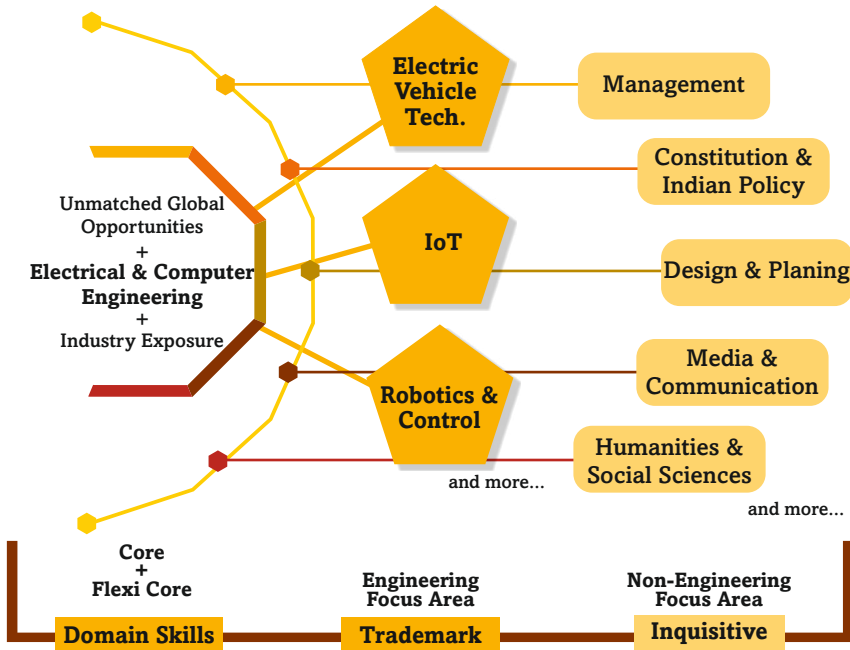 Electric
Vehicle
Tech.
Management
Constitution &
Indian Policy
Unmatched Global
Opportunities
+
Electrical & Computer
Engineering
+
Industry Exposure
IoT
Design & Planing
Robotics &
Control
Media &
Communication
Humanities &
Social Sciences
and more...
and more...
Core
+
Flexi Core
Engineering
Focus Area
Non-Engineering
Focus Area
Domain Skills
Trademark
Inquisitive